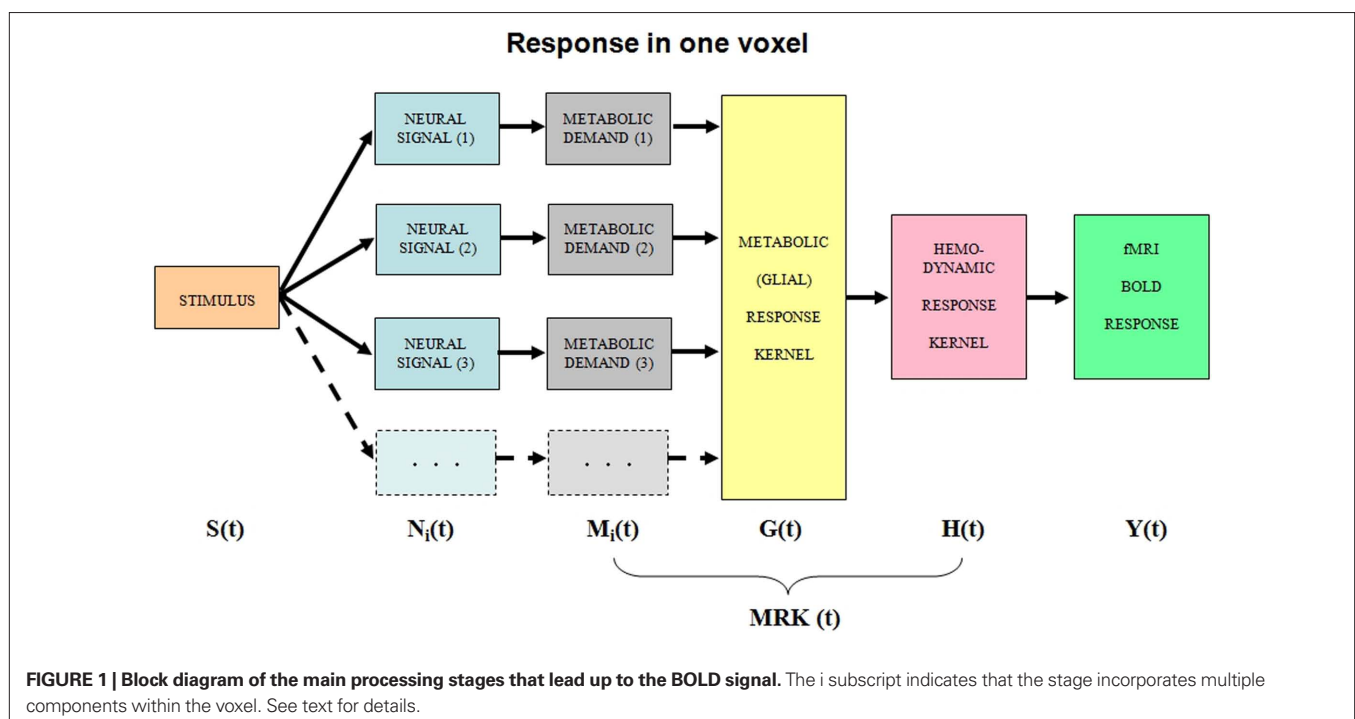 Response in one voxel
NEURAL
SIGNAL (1)
METABOLIC
DEMAND (1)
NEURAL
SIGNAL (2)
METABOLIC
DEMAND (2)
NEURAL
SIGNAL (3)
METABOLIC
DEMAND (3)
. . .
. . .
STIMULUS
METABOLIC
(GLIAL)
RESPONSE
KERNEL
HEMO-
DYNAMIC
RESPONSE
KERNEL
fMRI
BOLD
RESPONSE
S(t)
Ni(t)
Mi(t)
G(t)
H(t)
Y(t)
MRK (t)
FIGURE 1 | Block diagram of the main processing stages that lead up to the BOLD signal. The i subscript indicates that the stage incorporates multiple
components within the voxel. See text for details.